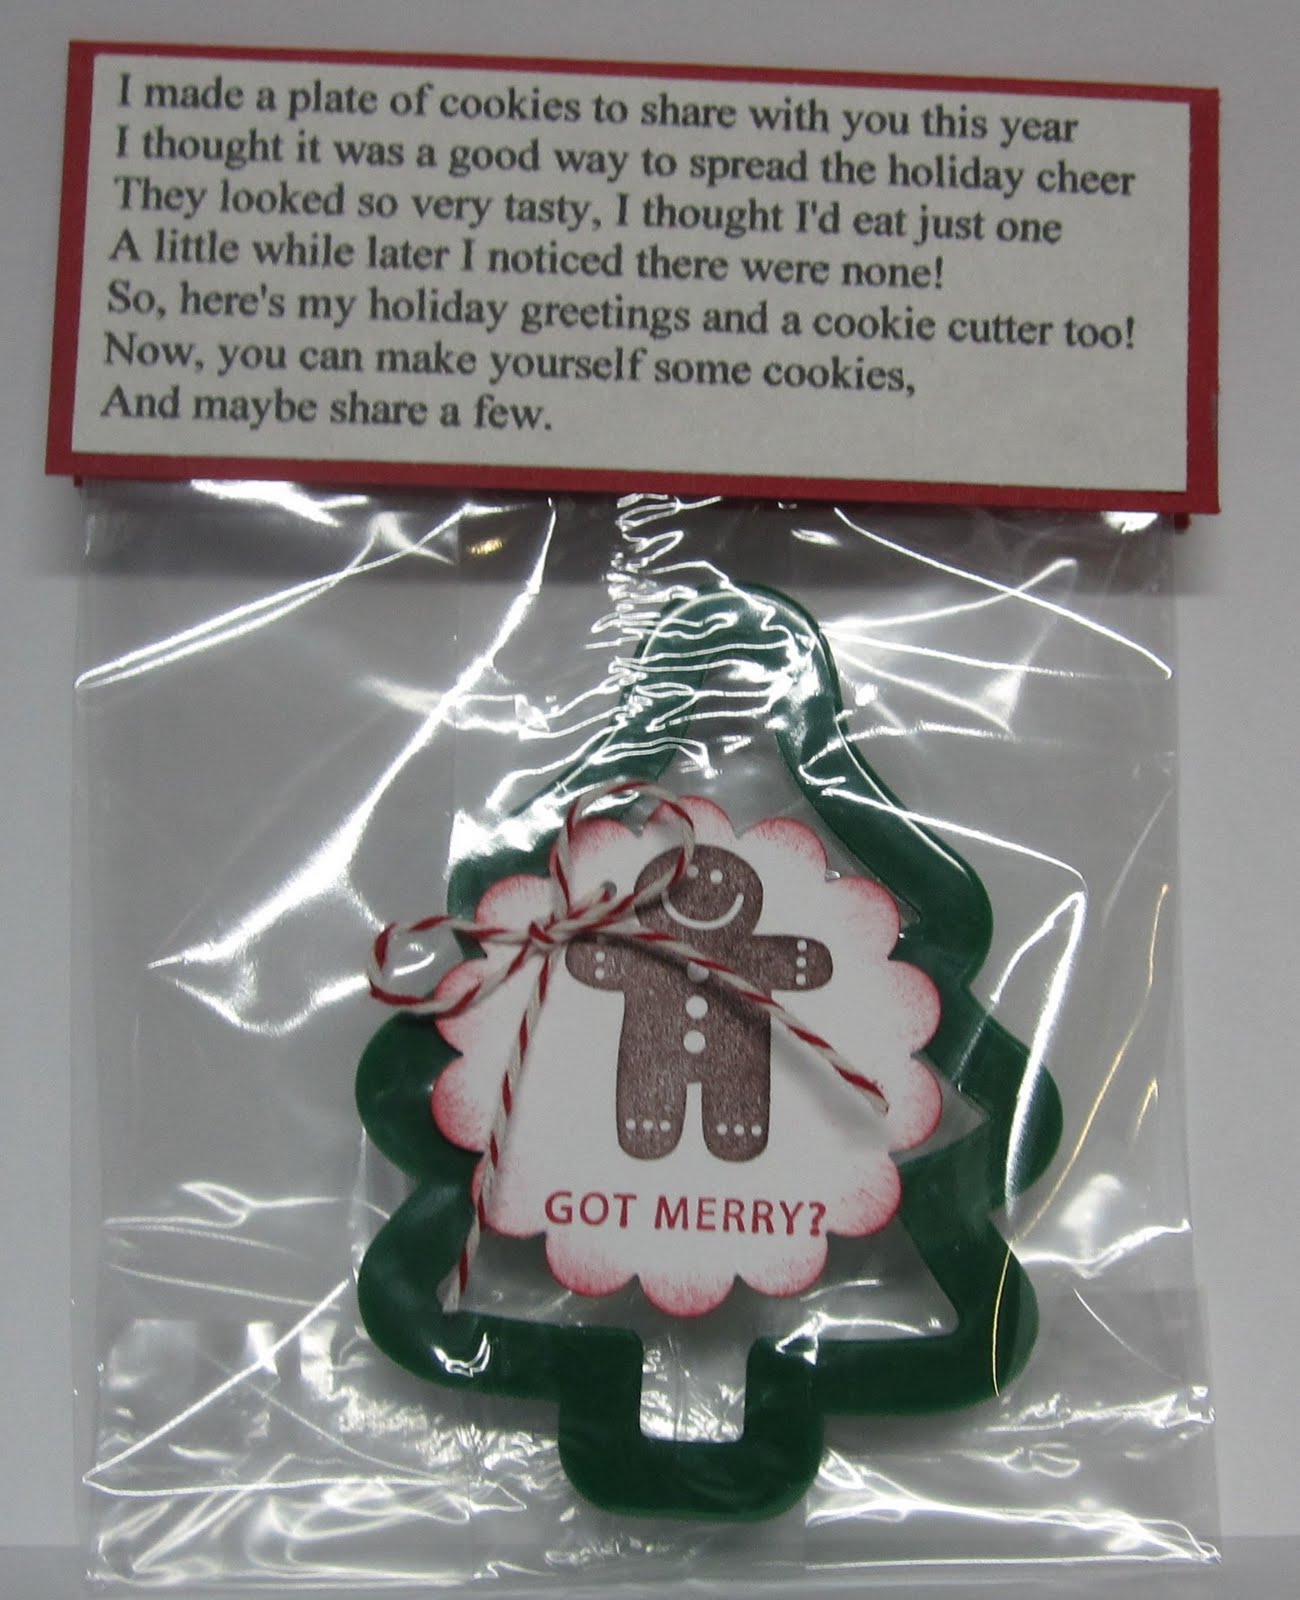 I made a plate of cookies to share with you this year
I thought it was a good way to spread the holiday cheer
They looked so very tasty, I thought I'd eat just one
A little while later I noticed there were none!
So, here's my holiday greetings and a cookie cutter too!
Now, you can make yourself some cookies,
And maybe share a few.
GOT MERRY?